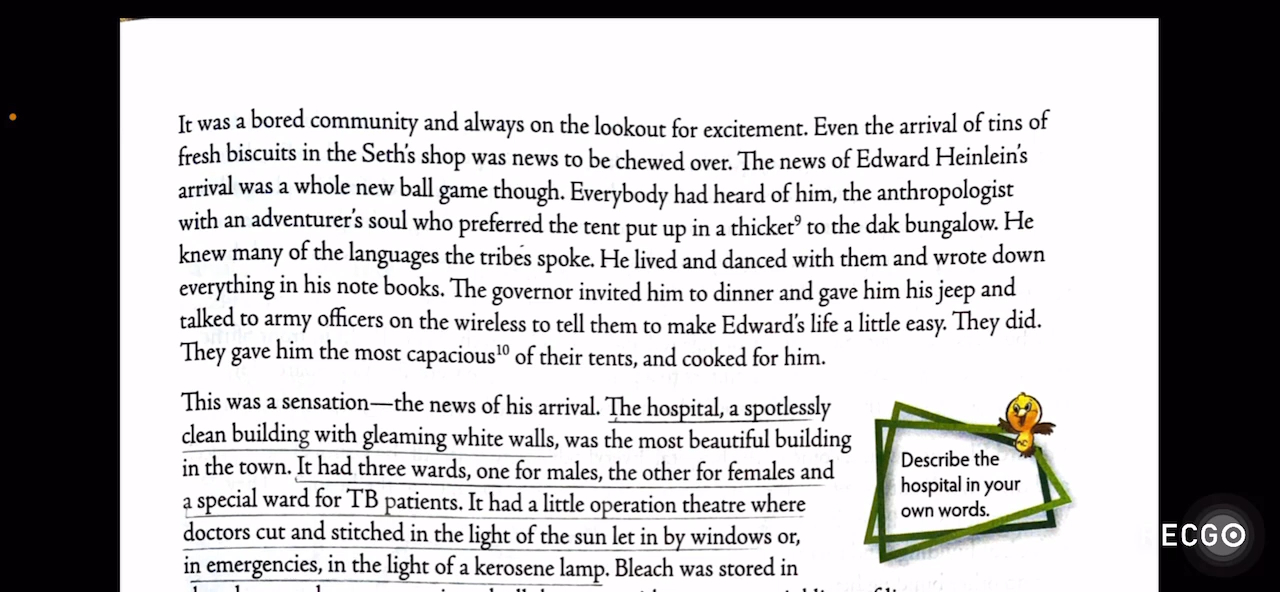 It was a bored community and always on the lookout for excitement. Even the arrival of tins of
fresh biscuits in the Seth's shop was news to be chewed over. The news of Edward Heinlein's
arrival was a whole new ball game though. Everybody had heard of him, the anthropologist
with an adventurer's soul who preferred the tent put up in a thicket⁹ to the dak bungalow. He
knew many of the languages the tribes spoke. He lived and danced with them and wrote down
everything in his note books. The governor invited him to dinner and gave him his jeep and
talked to army officers on the wireless to tell them to make Edward's life a little easy. They did.
They gave him the most capacious¹⁰ of their tents, and cooked for him.
This was a sensation—the news of his arrival. The hospital, a spotlessly
clean building with gleaming white walls, was the most beautiful building
in the town. It had three wards, one for males, the other for females and
a special ward for TB patients. It had a little operation theatre where
doctors cut and stitched in the light of the sun let in by windows or,
in emergencies, in the light of a kerosene lamp. Bleach was stored in
Describe the
hospital in your
own words.
ECGO